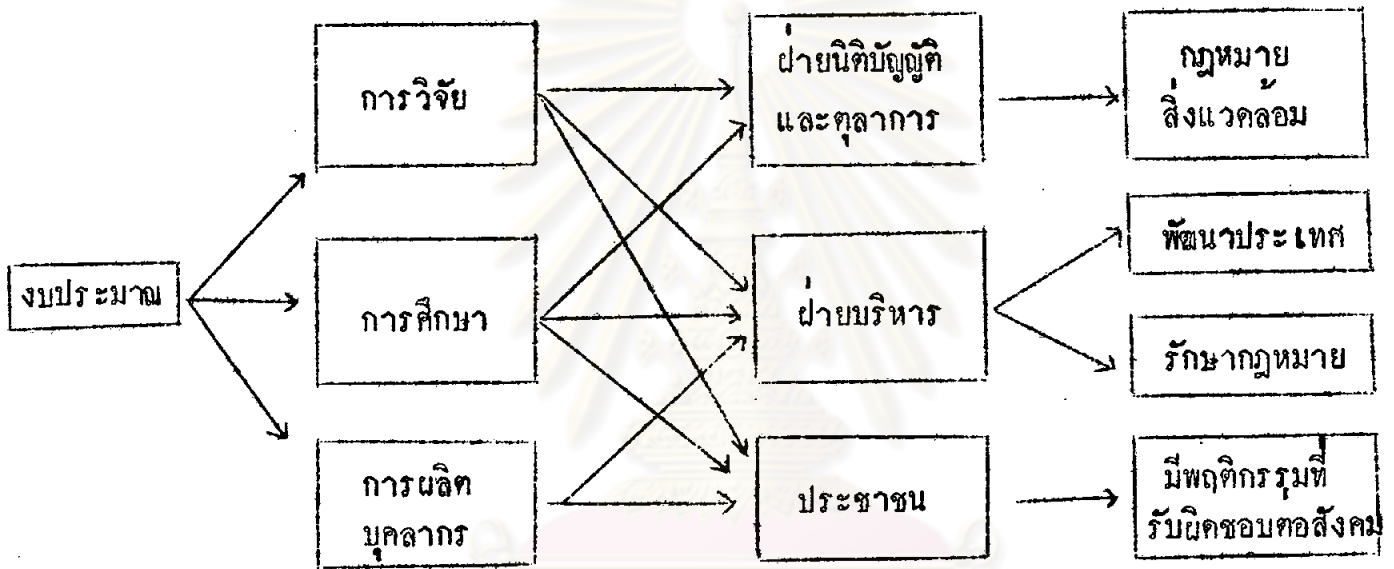 งบประมาณ
การวิจัย
การศึกษา
การผลิต
บุคลากร
ฝ่ายนิติบัญญัติ
และตุลาการ
ฝ่ายบริหาร
ประชาชน
กฎหมาย
สิ่งแวดล้อม
พัฒนาประเทศ
รักษากฎหมาย
มีพฤติกรรมที่
รับผิดชอบตอสังคม